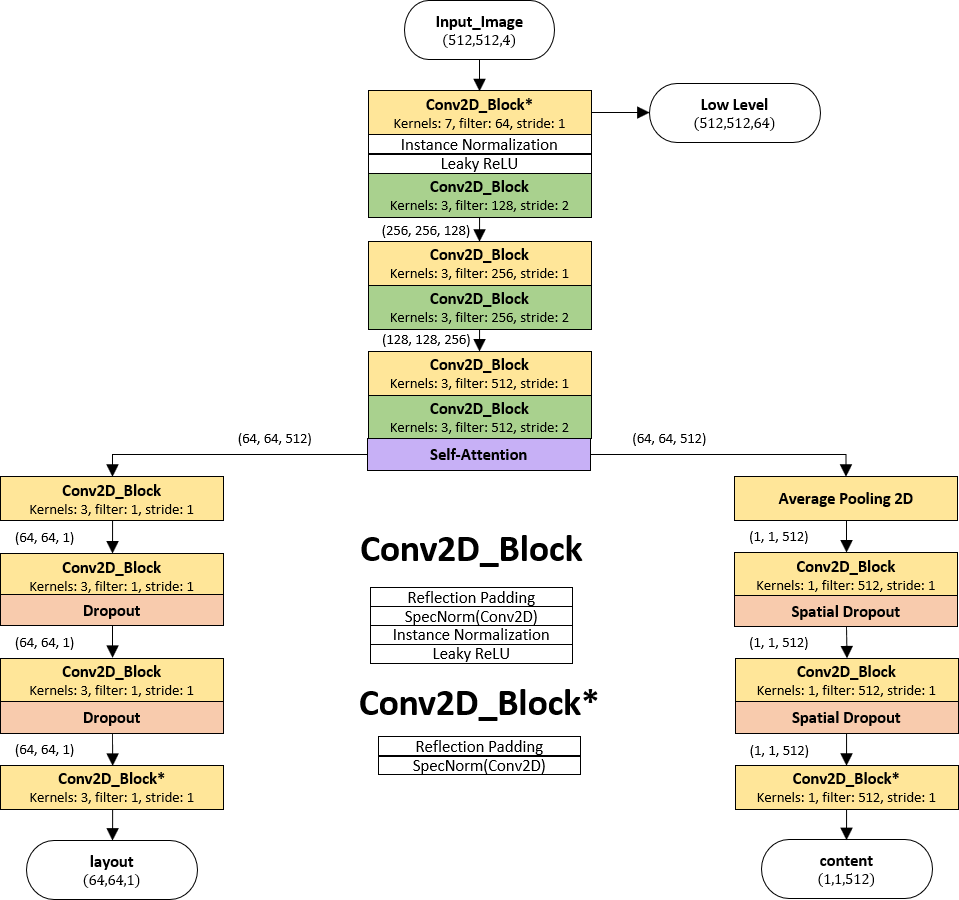 Input_Image
(512,512,4)
Conv2D_Block*
Kernels: 7, filter: 64, stride: 1
Low Level
(512,512,64)
Instance Normalization
Leaky ReLU
Conv2D_Block
Kernels: 3, filter: 128, stride: 2
(256, 256, 128)
Conv2D_Block
Kernels: 3, filter: 256, stride: 1
Conv2D_Block
Kernels: 3, filter: 256, stride: 2
(128, 128, 256)
Conv2D_Block
Kernels: 3, filter: 512, stride: 1
Conv2D_Block
Kernels: 3, filter: 512, stride: 2
Self-Attention
(64, 64, 512)
Conv2D_Block
Kernels: 3, filter: 1, stride: 1
(64, 64, 1)
Conv2D_Block
Kernels: 3, filter: 1, stride: 1
Dropout
(64, 64, 1)
Conv2D_Block
Kernels: 3, filter: 1, stride: 1
Dropout
(64, 64, 1)
Conv2D_Block*
Kernels: 3, filter: 1, stride: 1
layout
(64,64,1)
Conv2D_Block
Reflection Padding
SpecNorm(Conv2D)
Instance Normalization
Leaky ReLU
Conv2D_Block*
Reflection Padding
SpecNorm(Conv2D)
(64, 64, 512)
Average Pooling 2D
(1, 1, 512)
Conv2D_Block
Kernels: 1, filter: 512, stride: 1
Spatial Dropout
(1, 1, 512)
Conv2D_Block
Kernels: 1, filter: 512, stride: 1
Spatial Dropout
(1, 1, 512)
Conv2D_Block*
Kernels: 1, filter: 512, stride: 1
content
(1,1,512)